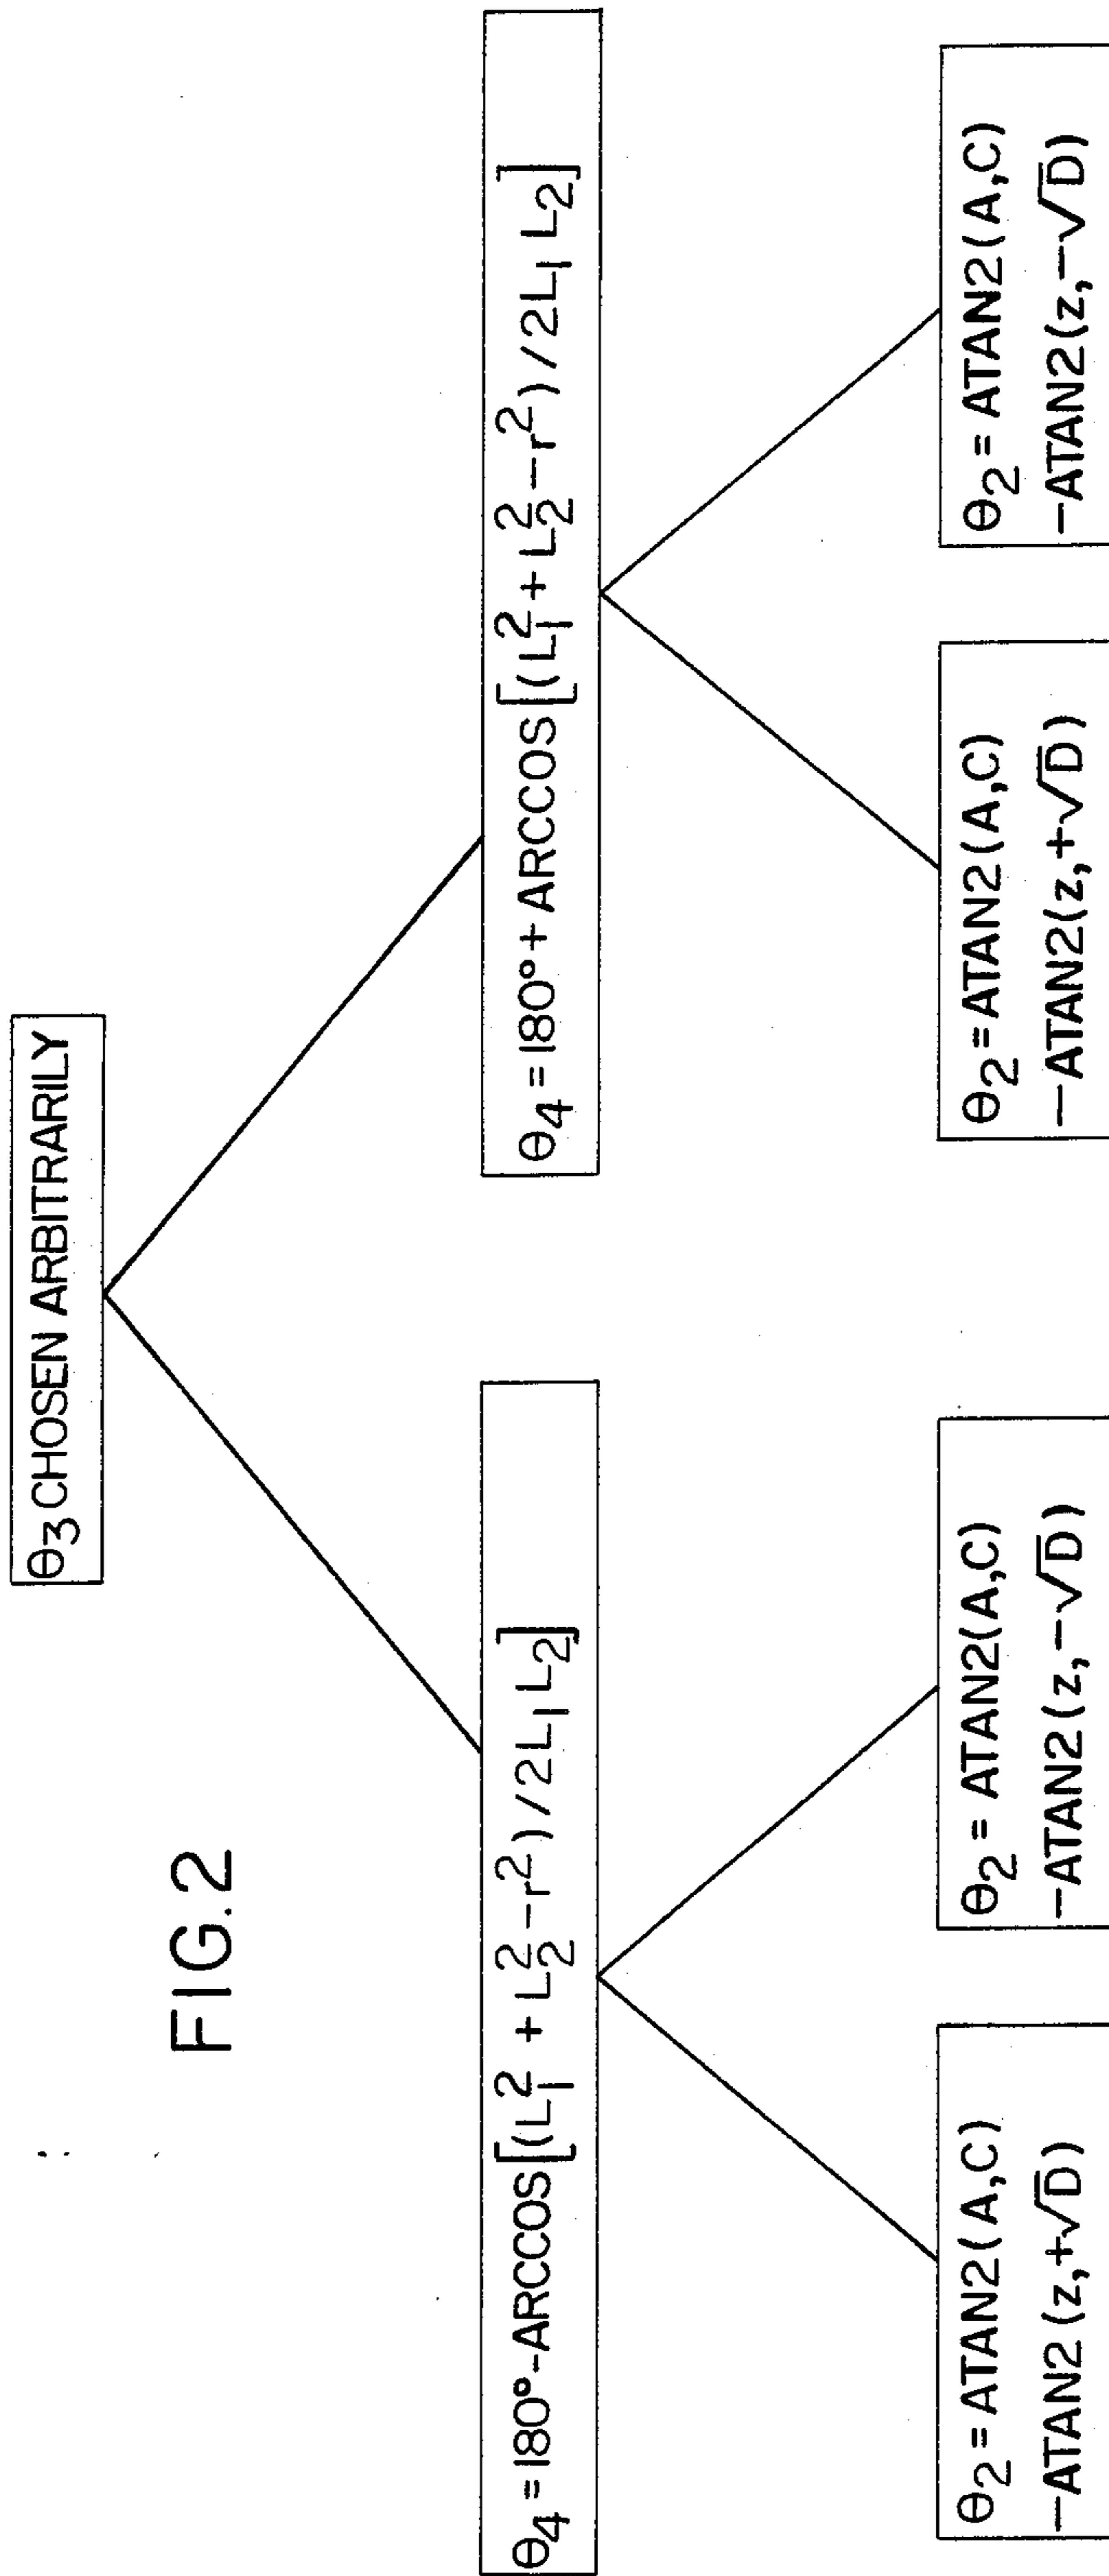 FIG.2
θ3 CHOSEN ARBITRARILY
θ4 = 180°-ARCCOS[(L1² + L2² - r²)/2L1 L2]
θ4 = 180°+ARCCOS[(L1² + L2² - r²)/2L1 L2]
θ2 = ATAN2(A,C)
-ATAN2(z,+√D)
θ2 = ATAN2(A,C)
-ATAN2(z,-√D)
θ2 = ATAN2(A,C)
-ATAN2(z,+√D)
θ2 = ATAN2(A,C)
-ATAN2(z,-√D)